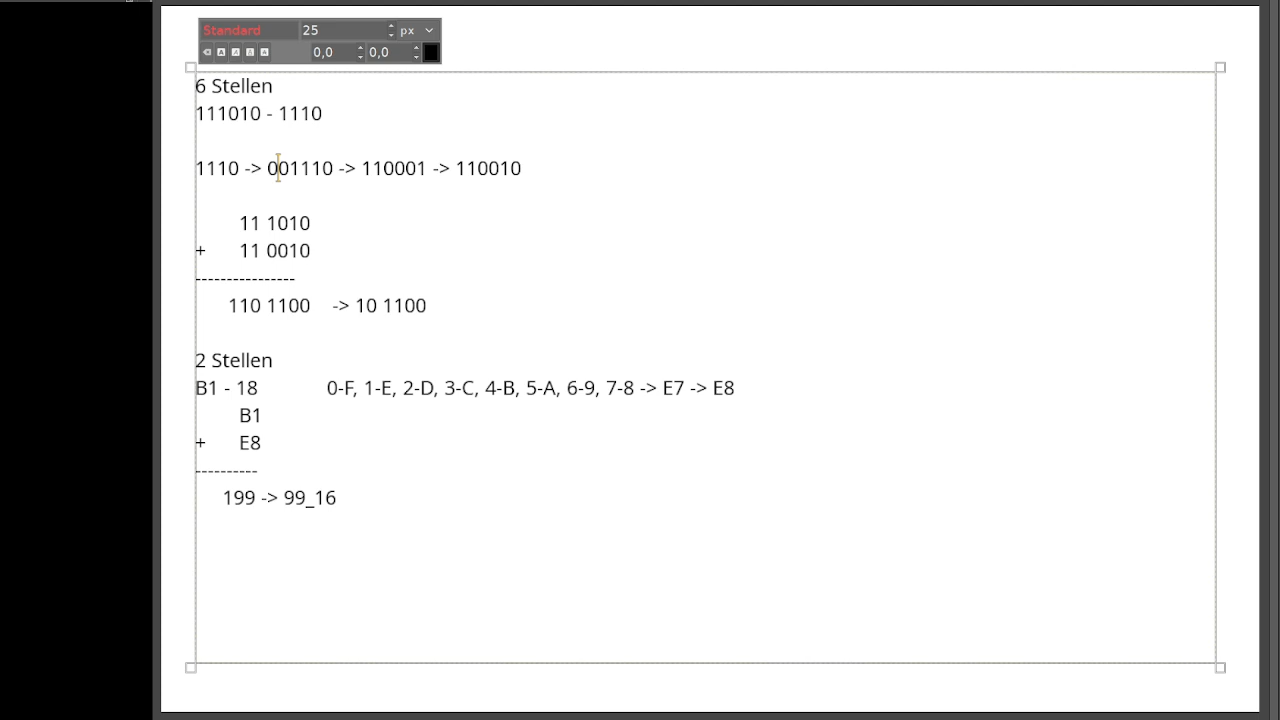 Standard 25 px
0,0 0,0
6 Stellen
111010 - 1110
1110 -> 001110 -> 110001 -> 110010
11 1010
+ 11 0010
----------------
110 1100 -> 10 1100
2 Stellen
B1 - 18 0-F, 1-E, 2-D, 3-C, 4-B, 5-A, 6-9, 7-8 -> E7 -> E8
B1
+ E8
----------
199 -> 99_16